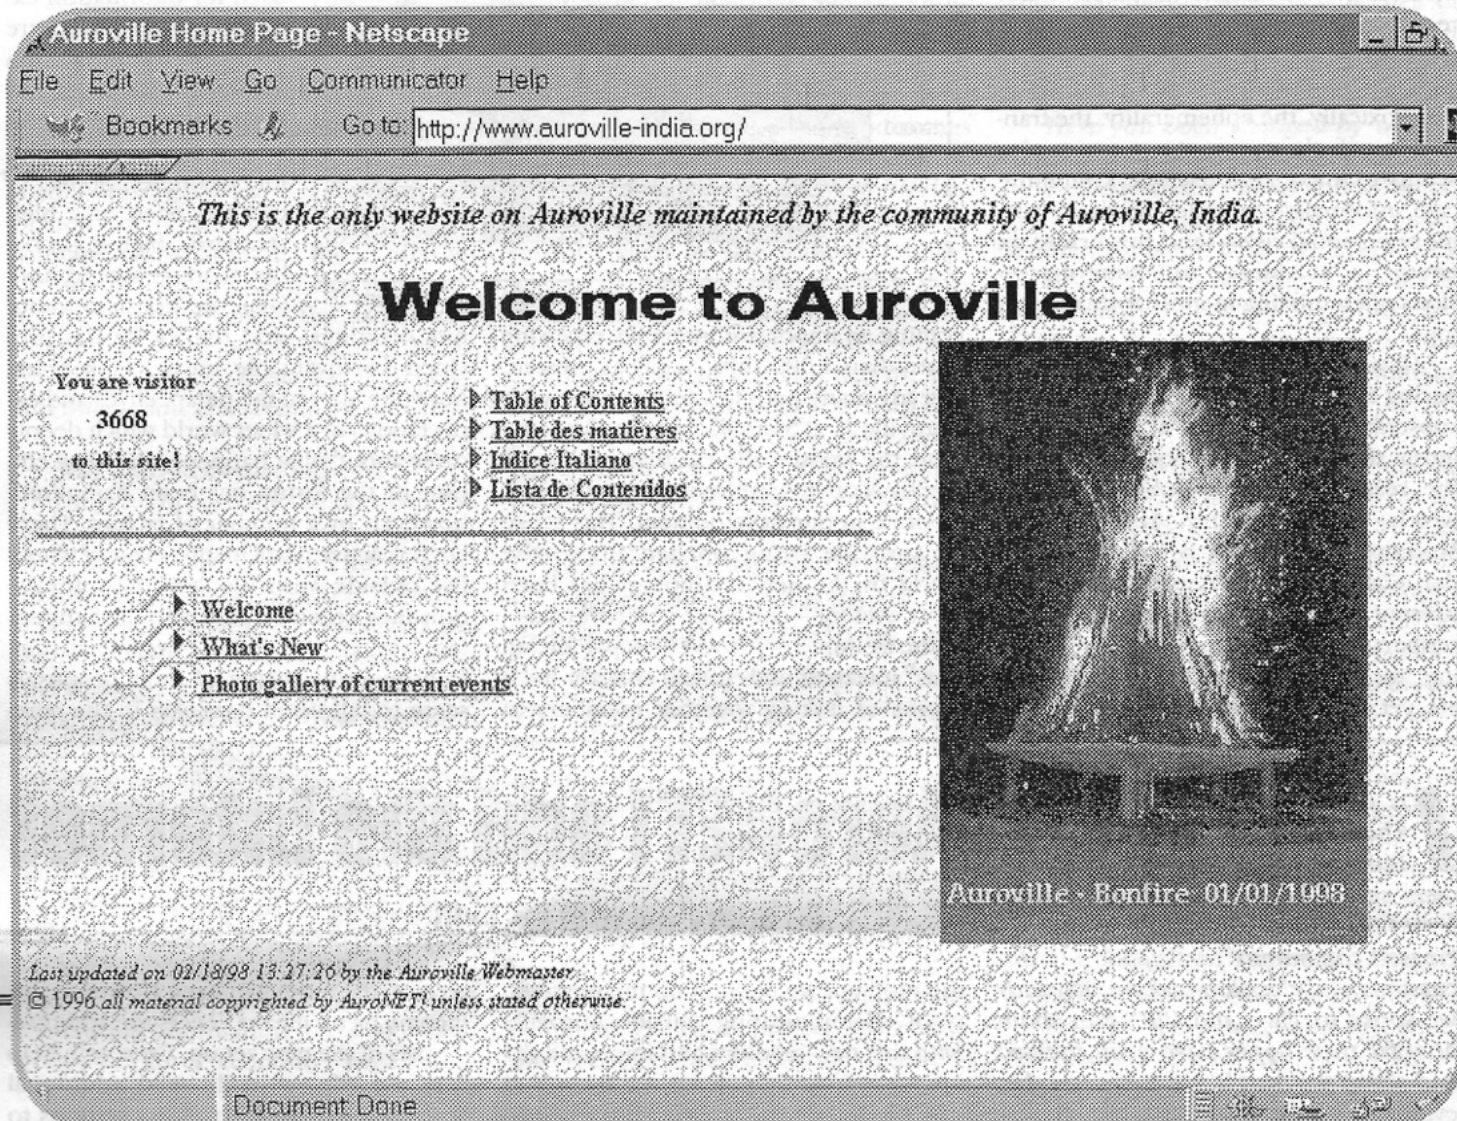 Auroville Home Page - Netscape
File Edit View Go Communicator Help
Bookmarks Go to: http://www.auroville-india.org/
This is the only website on Auroville maintained by the community of Auroville, India.
Welcome to Auroville
You are visitor
3668
to this site!
Table of Contents
Table des matières
Indice Italiano
Lista de Contenidos
Welcome
What's New
Photo gallery of current events
Auroville - Bonfire 01/01/1998
Last updated on 02/18/98 13:27:26 by the Auroville Webmaster
© 1996 all material copyrighted by AuroNET! unless stated otherwise.
Document: Done